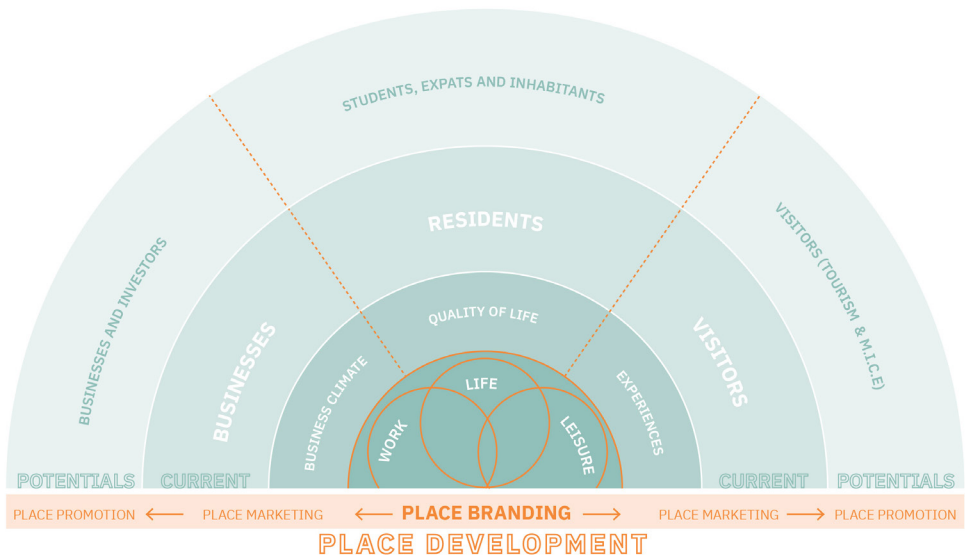 STUDENTS, EXPATS AND INHABITANTS
RESIDENTS
QUALITY OF LIFE
LIFE
BUSINESSES AND INVESTORS
BUSINESSES
BUSINESS CLIMATE
WORK
LEISURE
EXPERIENCES
VISITORS
VISITORS (TOURISM & M.I.C.E)
POTENTIALS CURRENT CURRENT POTENTIALS
PLACE PROMOTION ← PLACE MARKETING ← PLACE BRANDING → PLACE MARKETING → PLACE PROMOTION
PLACE DEVELOPMENT